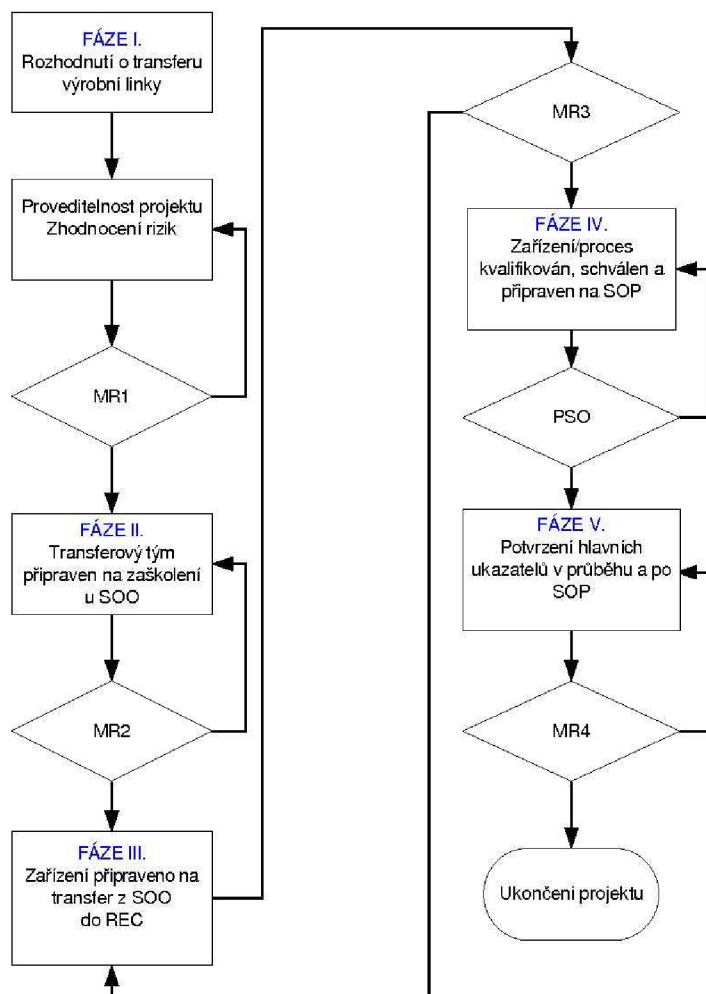 FÁZE I.
Rozhodnutí o transferu
výrobní linky
Proveditelnost projektu
Zhodnocení rizik
MR1
FÁZE II.
Transferový tým
připraven na zaškolení
u SOO
MR2
FÁZE III.
Zařízení připraveno na
transfer z SOO
do REC
MR3
FÁZE IV.
Zařízení/proces
kvalifikován, schválen a
připraven na SOP
PSO
FÁZE V.
Potvrzení hlavních
ukazatelů v průběhu a po
SOP
MR4
Ukončení projektu